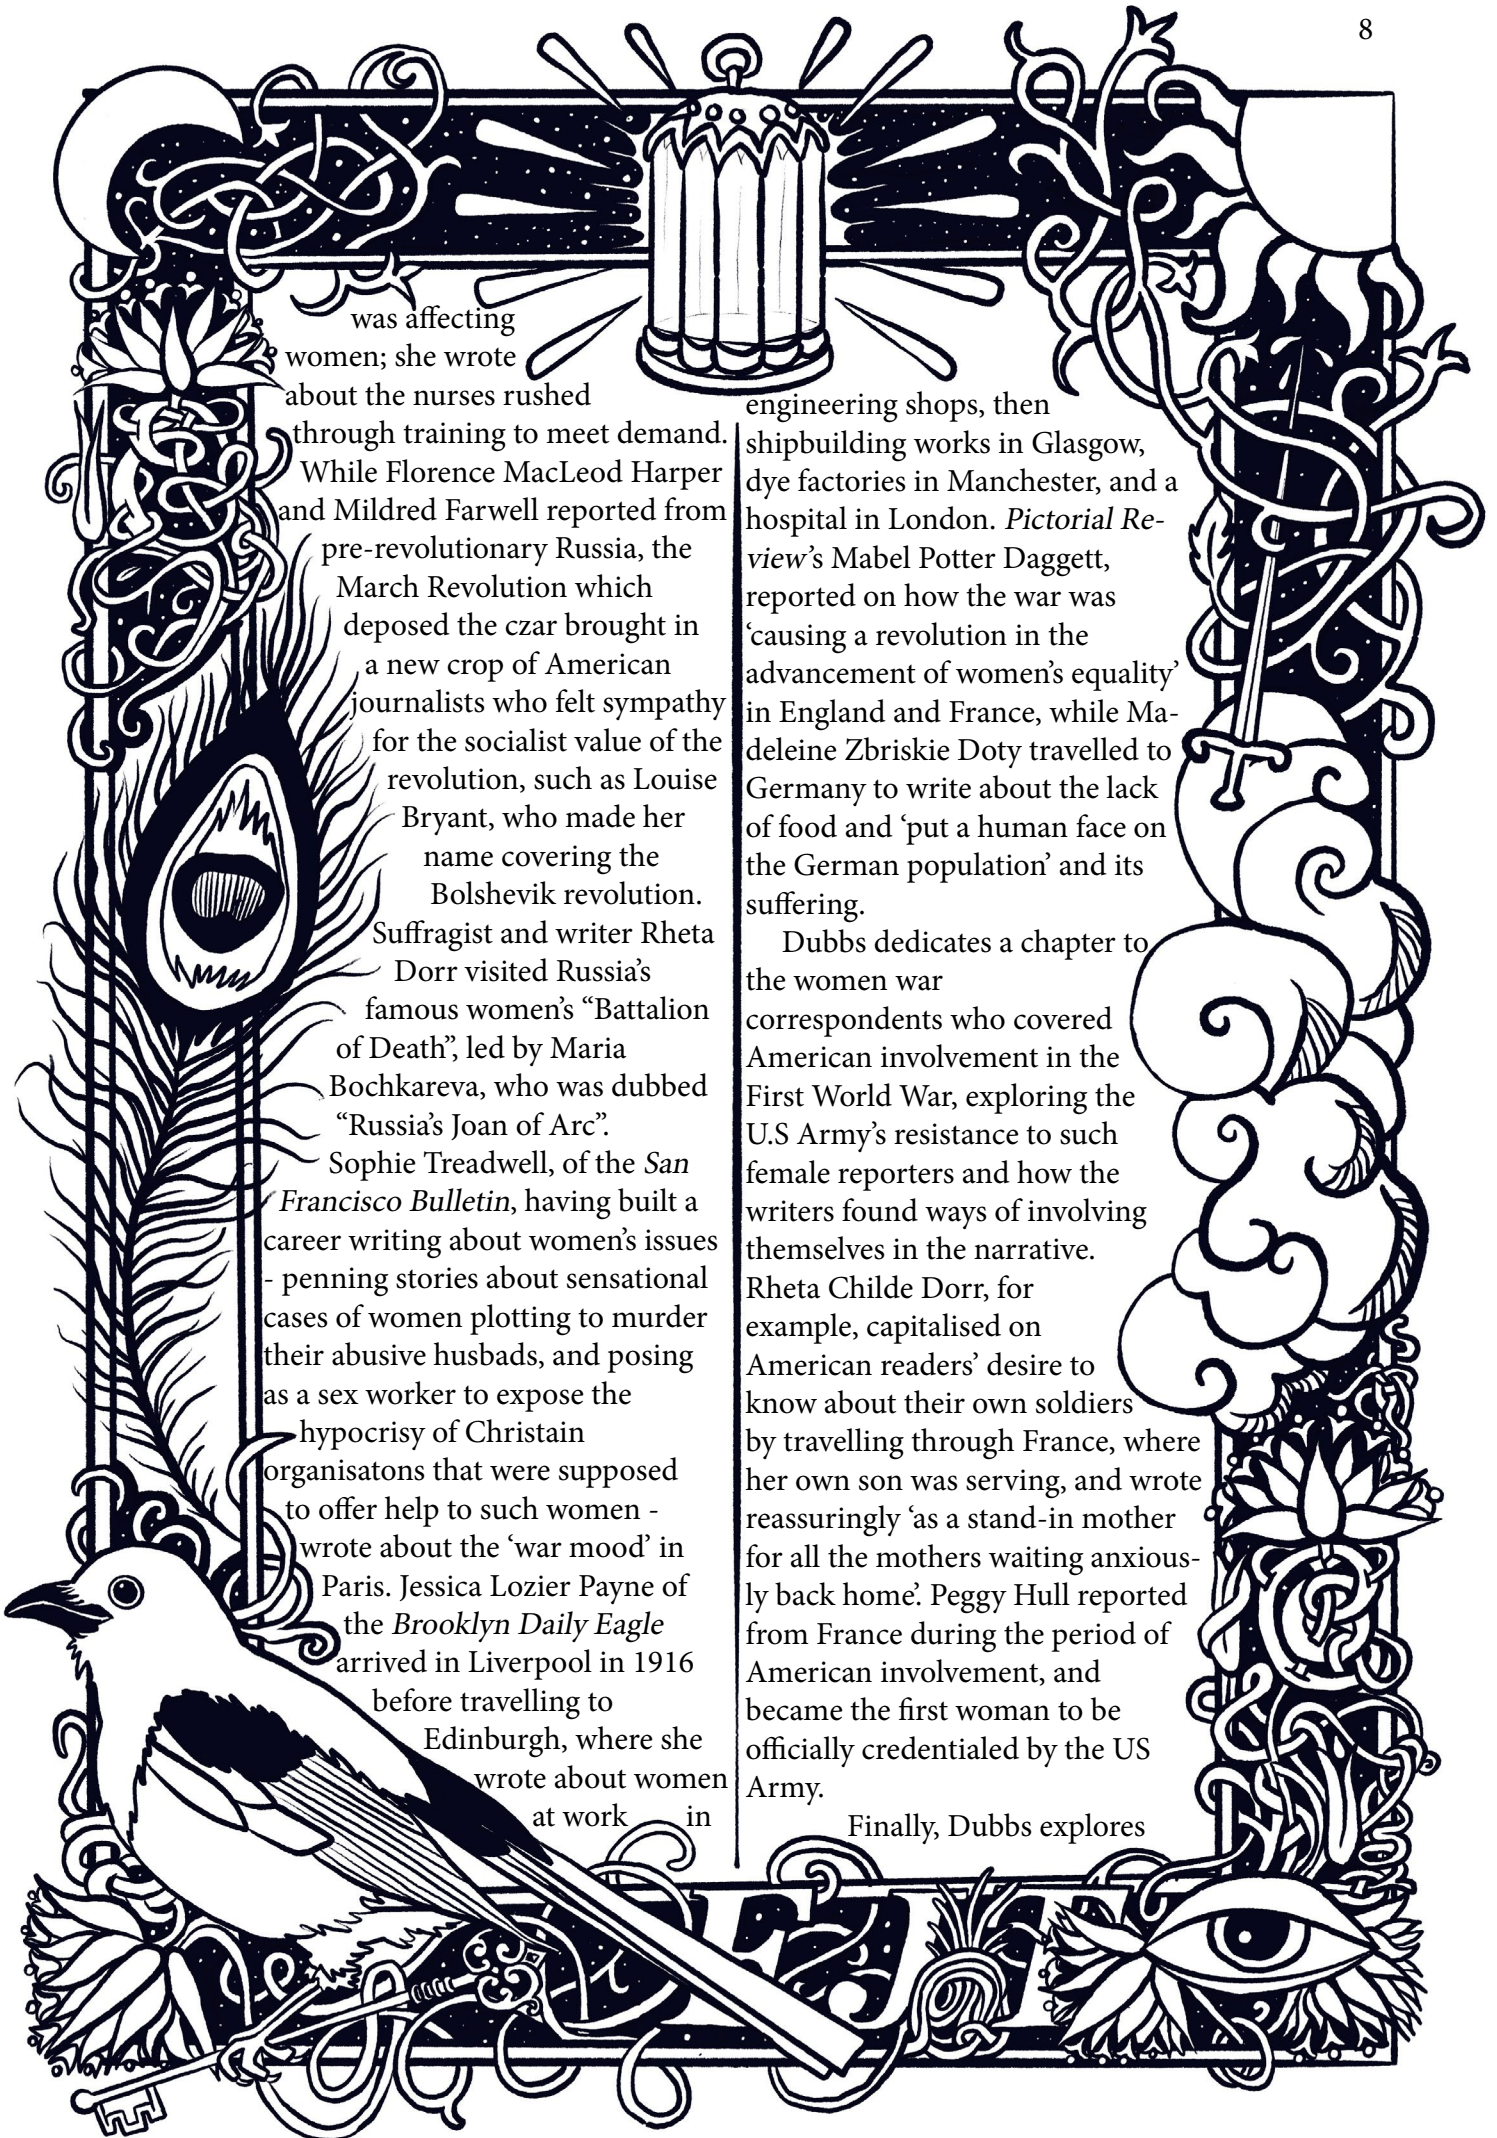 8
was affecting
women; she wrote
about the nurses rushed
through training to meet demand.
While Florence MacLeod Harper
and Mildred Farwell reported from
pre-revolutionary Russia, the
March Revolution which
deposed the czar brought in
a new crop of American
journalists who felt sympathy
for the socialist value of the
revolution, such as Louise
Bryant, who made her
name covering the
Bolshevik revolution.
Suffragist and writer Rheta
Dorr visited Russia’s
famous women’s “Battalion
of Death”, led by Maria
Bochkareva, who was dubbed
“Russia’s Joan of Arc”.
Sophie Treadwell, of the San
Francisco Bulletin, having built a
career writing about women’s issues
- penning stories about sensational
cases of women plotting to murder
their abusive husbads, and posing
as a sex worker to expose the
hypocrisy of Christain
organisatons that were supposed
to offer help to such women -
wrote about the ‘war mood’ in
Paris. Jessica Lozier Payne of
the Brooklyn Daily Eagle
arrived in Liverpool in 1916
before travelling to
Edinburgh, where she
wrote about women
at work in
engineering shops, then
shipbuilding works in Glasgow,
dye factories in Manchester, and a
hospital in London. Pictorial Re-
view’s Mabel Potter Daggett,
reported on how the war was
‘causing a revolution in the
advancement of women’s equality’
in England and France, while Ma-
deleine Zbriskie Doty travelled to
Germany to write about the lack
of food and ‘put a human face on
the German population’ and its
suffering.
Dubbs dedicates a chapter to
the women war
correspondents who covered
American involvement in the
First World War, exploring the
U.S Army’s resistance to such
female reporters and how the
writers found ways of involving
themselves in the narrative.
Rheta Childe Dorr, for
example, capitalised on
American readers’ desire to
know about their own soldiers
by travelling through France, where
her own son was serving, and wrote
reassuringly ‘as a stand-in mother
for all the mothers waiting anxious-
ly back home’. Peggy Hull reported
from France during the period of
American involvement, and
became the first woman to be
officially credentialed by the US
Army.
Finally, Dubbs explores